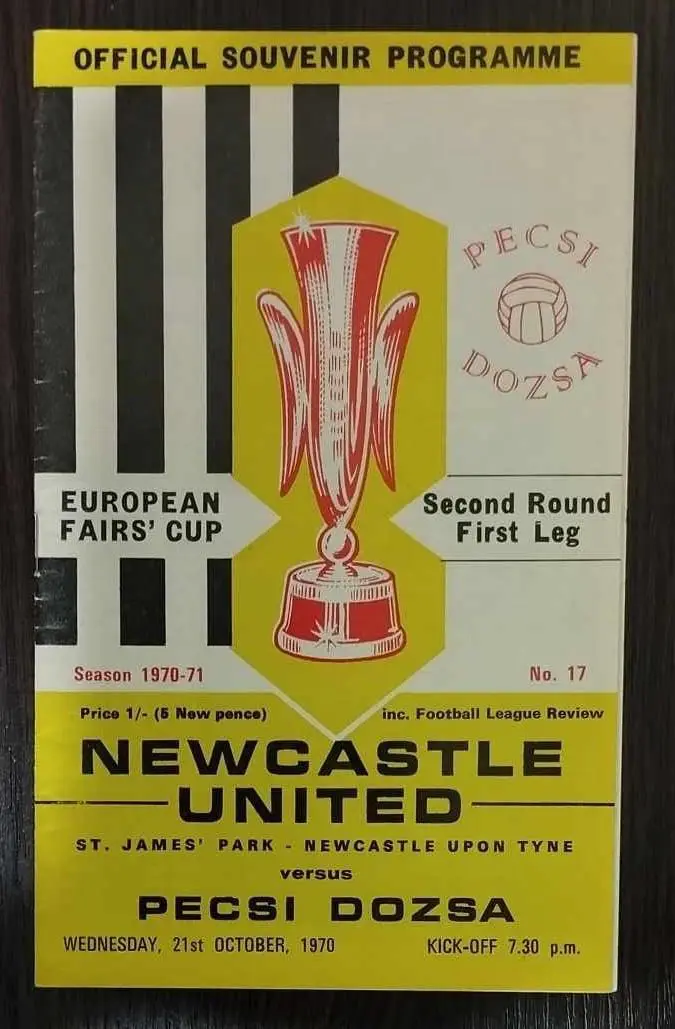 OFFICIAL SOUVENIR PROGRAMME
PECSI
DOZSA
EUROPEAN
FAIRS' CUP
Second Round
First Leg
Season 1970-71
No. 17
Price 1/- (5 New pence)
inc. Football League Review
NEWCASTLE
UNITED
ST. JAMES' PARK - NEWCASTLE UPON TYNE
versus
PECSI DOZSA
WEDNESDAY, 21st OCTOBER, 1970
KICK-OFF 7.30 p.m.